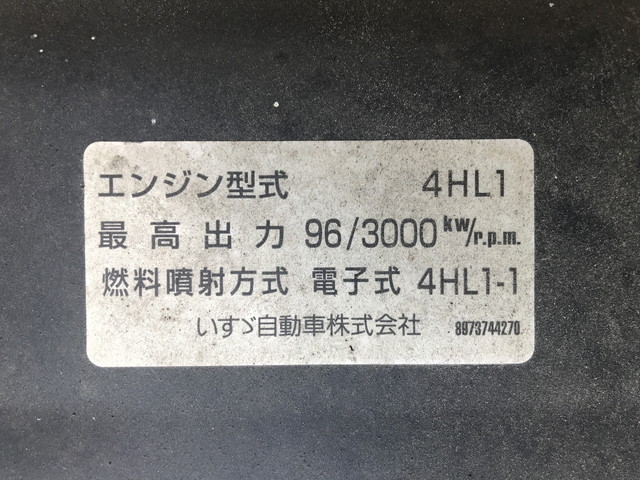 エンジン型式 4HL1
最高出力 96/3000 kw/r.p.m.
燃料噴射方式 電子式 4HL1-1
いすゞ自動車株式会社 8973744270